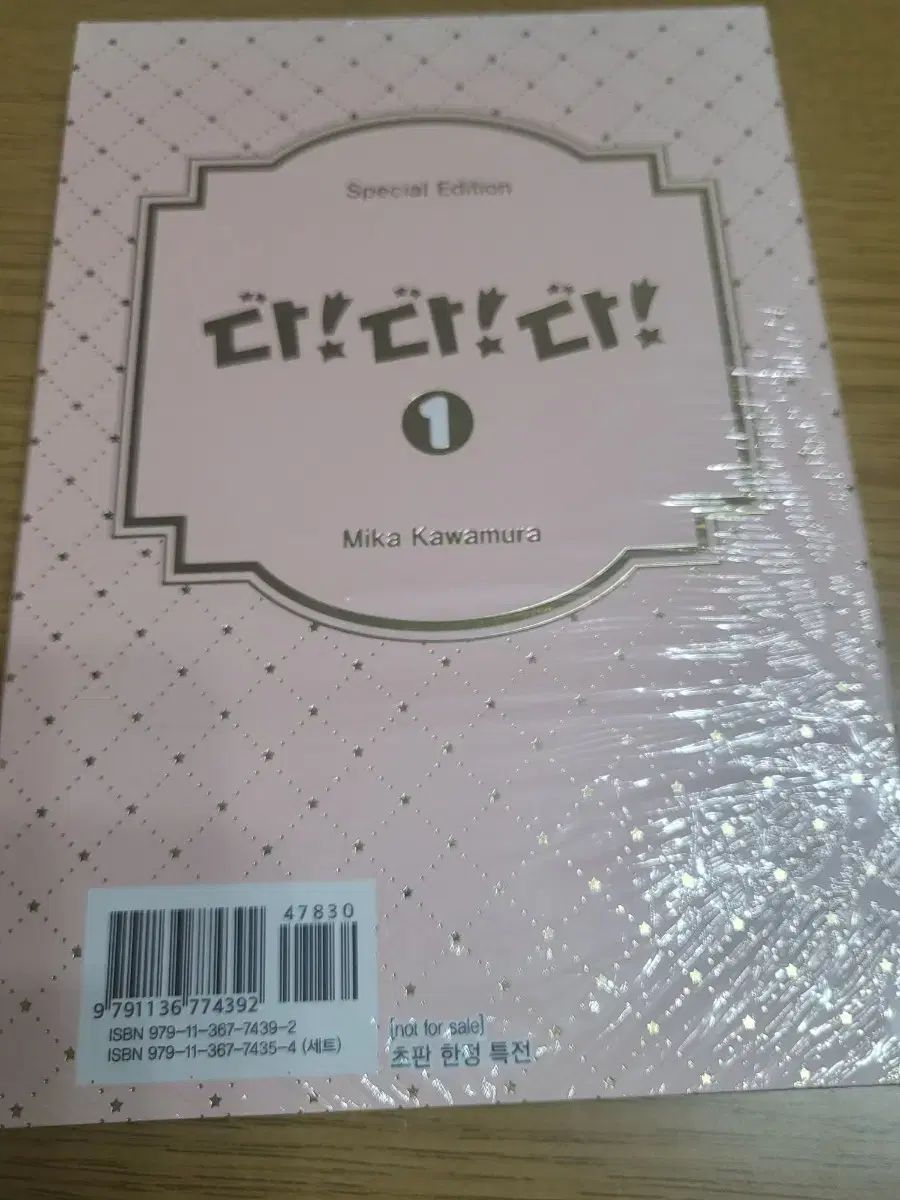 Special Edition
다! 다! 다!
1
Mika Kawamura
47830
9 791136 774392
ISBN 979-11-367-7439-2
ISBN 979-11-367-7435-4 (세트)
[not for sale]
초판 한정 특전